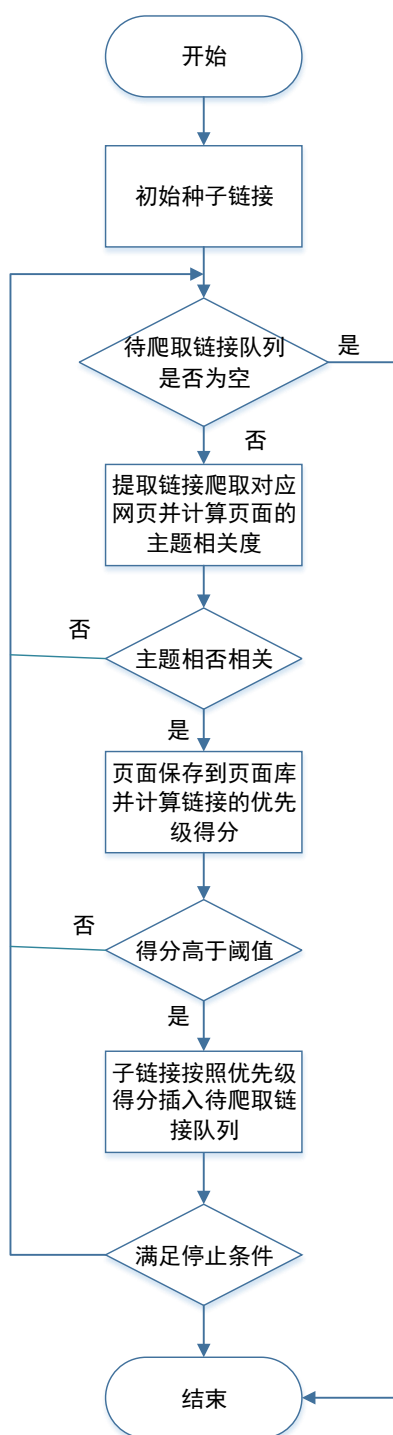 开始
初始种子链接
待爬取链接队列
是否为空
是
否
提取链接爬取对应
网页并计算页面的
主题相关度
否
主题相否相关
是
页面保存到页面库
并计算链接的优先
级得分
否
得分高于阈值
是
子链接按照优先级
得分插入待爬取链
接队列
满足停止条件
结束